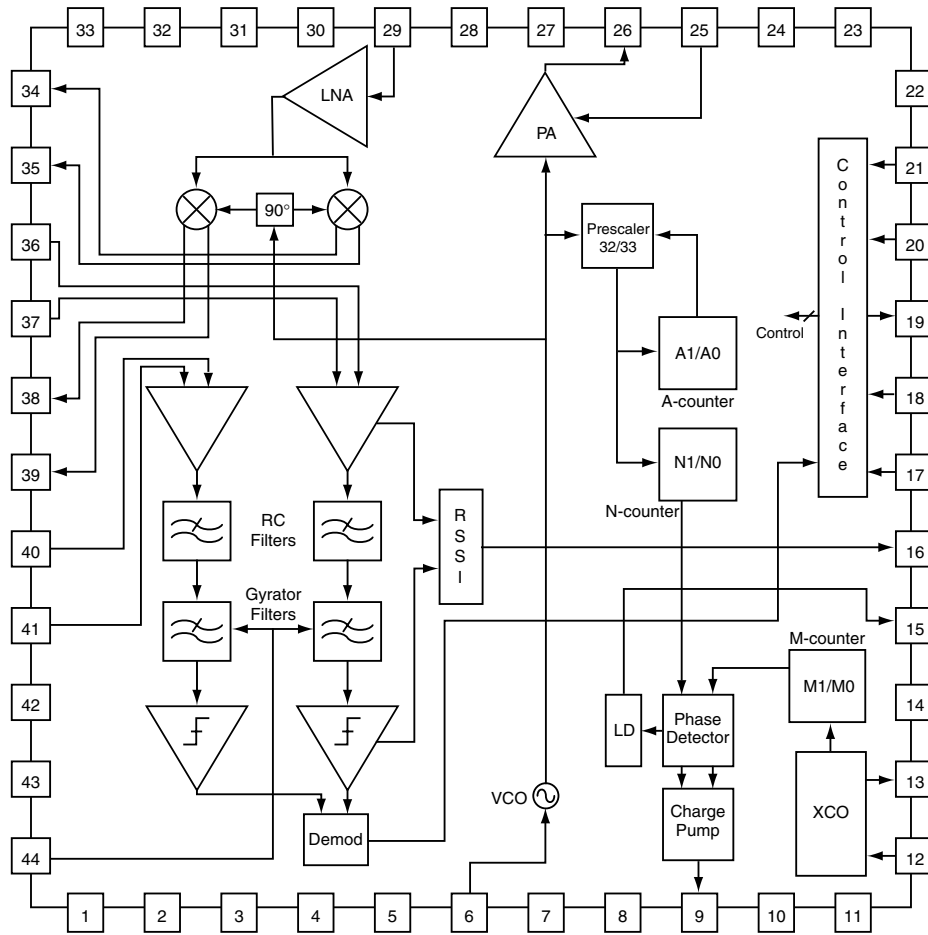 33
32
31
30
29
28
27
26
25
24
23
34
35
36
37
38
39
40
41
42
43
44
22
21
20
19
18
17
16
15
14
13
12
1
2
3
4
5
6
7
8
9
10
11
LNA
90°
PA
Prescaler
32/33
A1/A0
A-counter
N1/N0
N-counter
Control
Control Interface
RC
Filters
Gyrator
Filters
RSSI
M-counter
M1/M0
LD
Phase
Detector
Charge
Pump
XCO
VCO
Demod